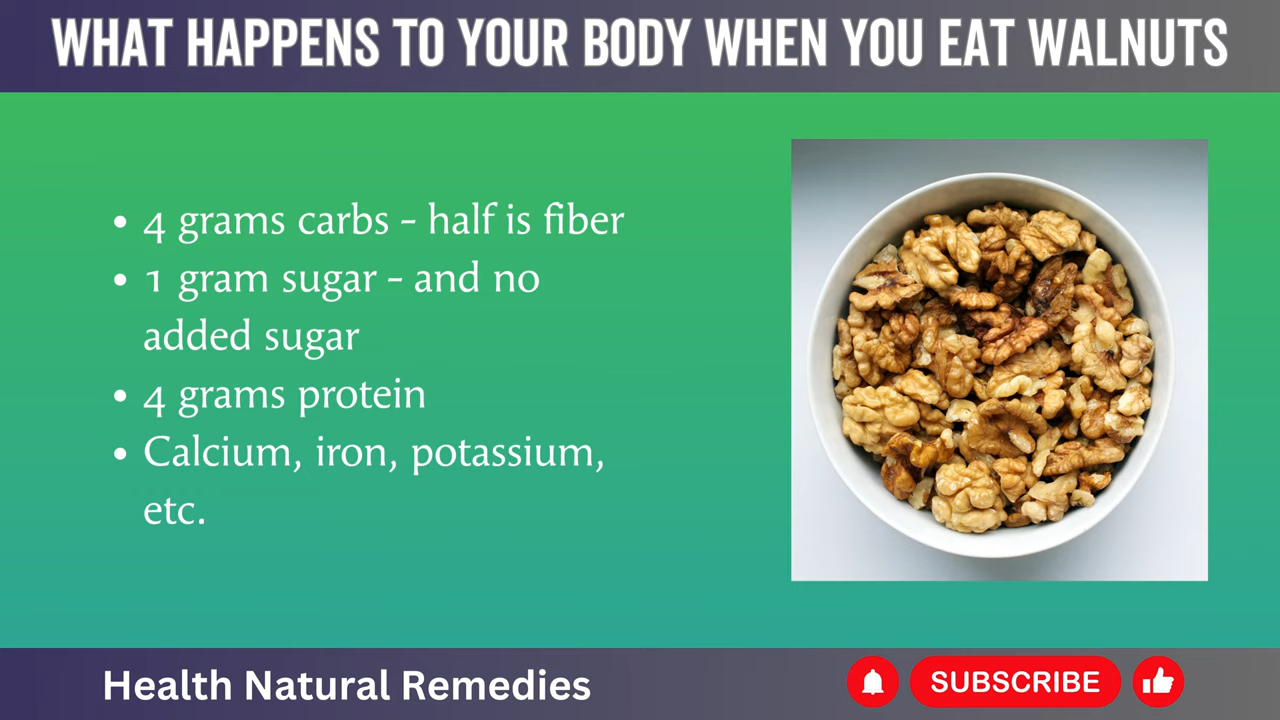 WHAT HAPPENS TO YOUR BODY WHEN YOU EAT WALNUTS
• 4 grams carbs - half is fiber
• 1 gram sugar - and no
added sugar
• 4 grams protein
• Calcium, iron, potassium,
etc.
Health Natural Remedies
SUBSCRIBE